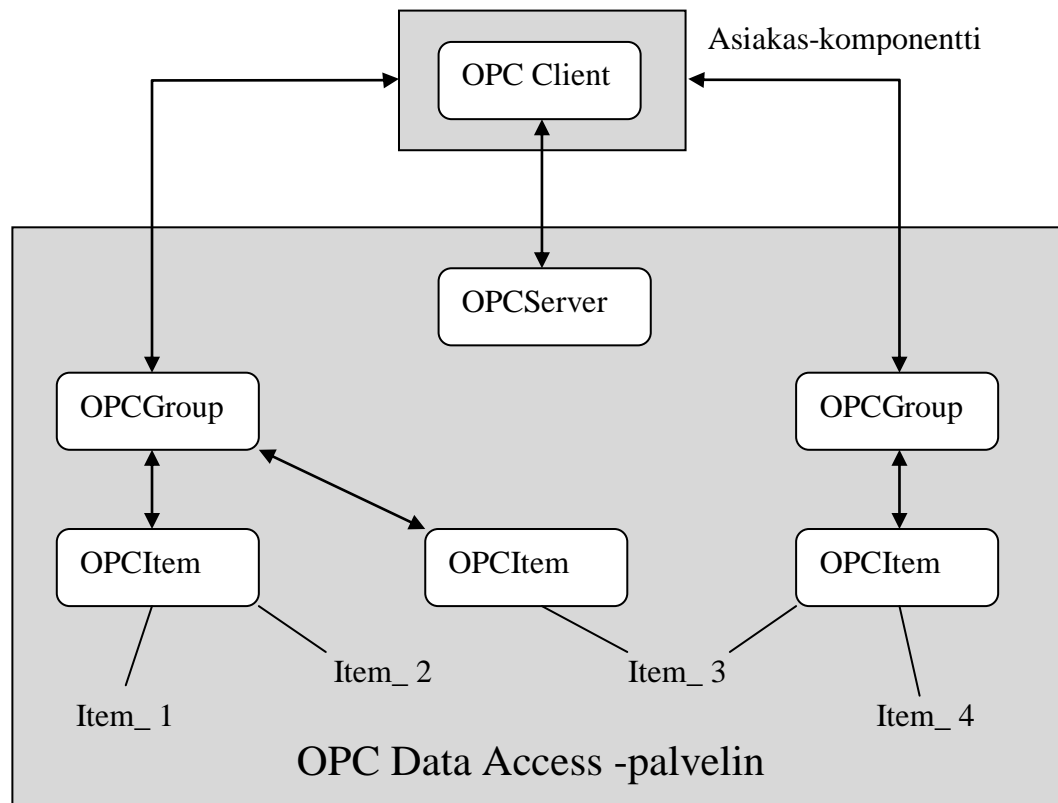 Asiakas-komponentti
OPC Client
OPCServer
OPCGroup
OPCGroup
OPCItem
OPCItem
OPCItem
Item_ 2
Item_ 3
Item_ 1
Item_ 4
OPC Data Access -palvelin